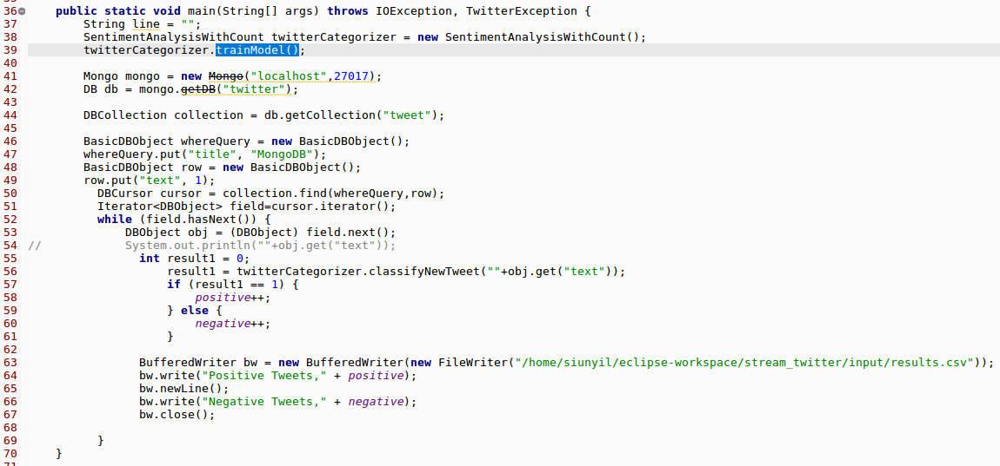 36 public static void main(String[] args) throws IOException, TwitterException {
37 String line = "";
38 SentimentAnalysisWithCount twitterCategorizer = new SentimentAnalysisWithCount();
39 twitterCategorizer.trainModel();
40
41 Mongo mongo = new Mongo("localhost",27017);
42 DB db = mongo.getDB("twitter");
43
44 DBCollection collection = db.getCollection("tweet");
45
46 BasicDBObject whereQuery = new BasicDBObject();
47 whereQuery.put("title", "MongoDB");
48 BasicDBObject row = new BasicDBObject();
49 row.put("text", 1);
50 DBCursor cursor = collection.find(whereQuery,row);
51 Iterator<DBObject> field=cursor.iterator();
52 while (field.hasNext()) {
53 DBObject obj = (DBObject) field.next();
54 // System.out.println(""+obj.get("text"));
55 int result1 = 0;
56 result1 = twitterCategorizer.classifyNewTweet(""+obj.get("text"));
57 if (result1 == 1) {
58 positive++;
59 } else {
60 negative++;
61 }
62
63 BufferedWriter bw = new BufferedWriter(new FileWriter("/home/siunyil/eclipse-workspace/stream_twitter/input/results.csv"));
64 bw.write("Positive Tweets," + positive);
65 bw.newLine();
66 bw.write("Negative Tweets," + negative);
67 bw.close();
68
69 }
70 }